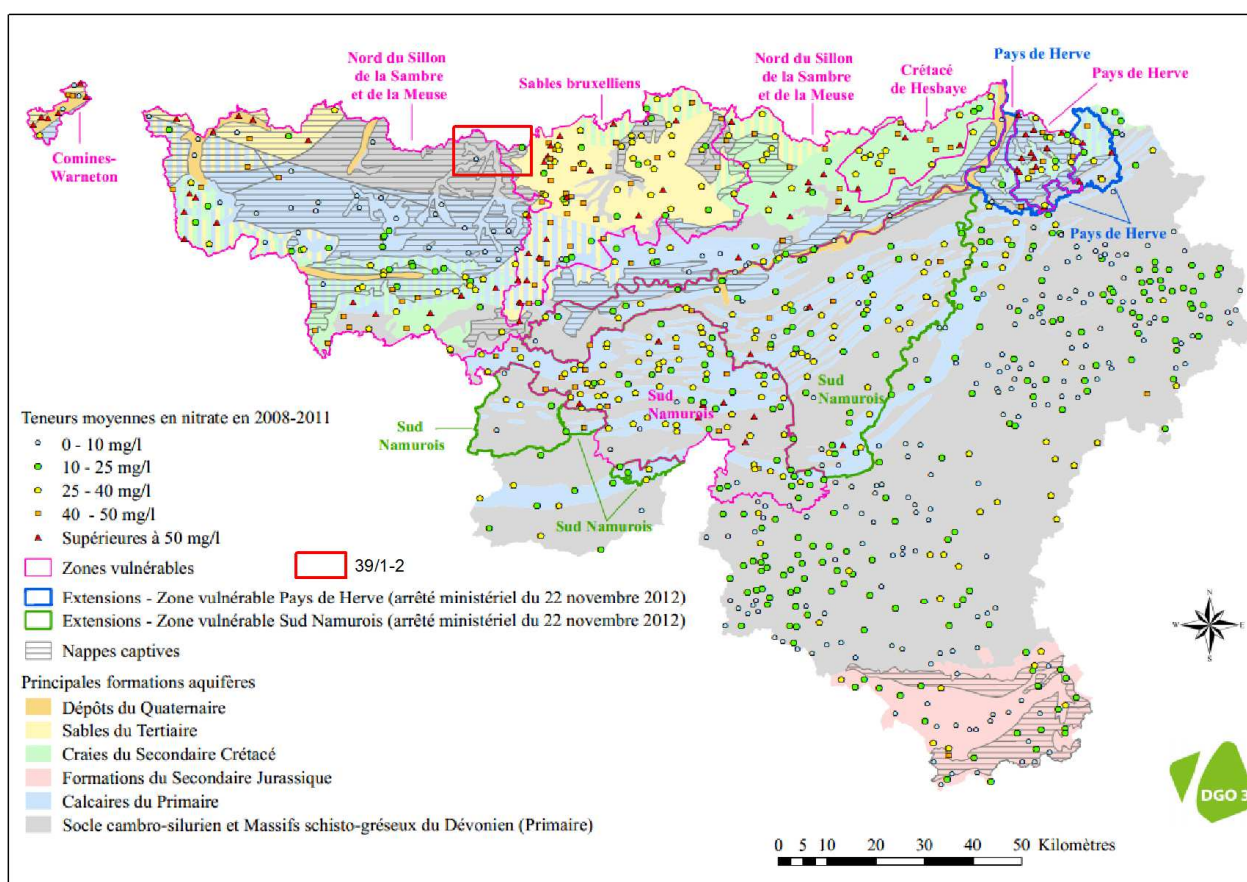 Nord du Sillon
de la Sambre
et de la Meuse
Sables bruxelliens
Nord du Sillon
de la Sambre
et de la Meuse
Crétacé
de Hesbaye
Pays de Herve
Pays de Herve
Comines-
Warneton
Pays de Herve
Sud
Namurois
Sud
Namurois
Sud
Namurois
Sud Namurois
Teneurs moyennes en nitrate en 2008-2011
0 - 10 mg/l
10 - 25 mg/l
25 - 40 mg/l
40 - 50 mg/l
Supérieures à 50 mg/l
Zones vulnérables
39/1-2
Extensions - Zone vulnérable Pays de Herve (arrêté ministériel du 22 novembre 2012)
Extensions - Zone vulnérable Sud Namurois (arrêté ministériel du 22 novembre 2012)
Nappes captives
Principales formations aquifères
Dépôts du Quaternaire
Sables du Tertiaire
Craies du Secondaire Crétacé
Formations du Secondaire Jurassique
Calcaires du Primaire
Socle cambro-silurien et Massifs schisto-gréseux du Dévonien (Primaire)
N
W E
S
DGO 3
0 5 10 20 30 40 50 Kilomètres